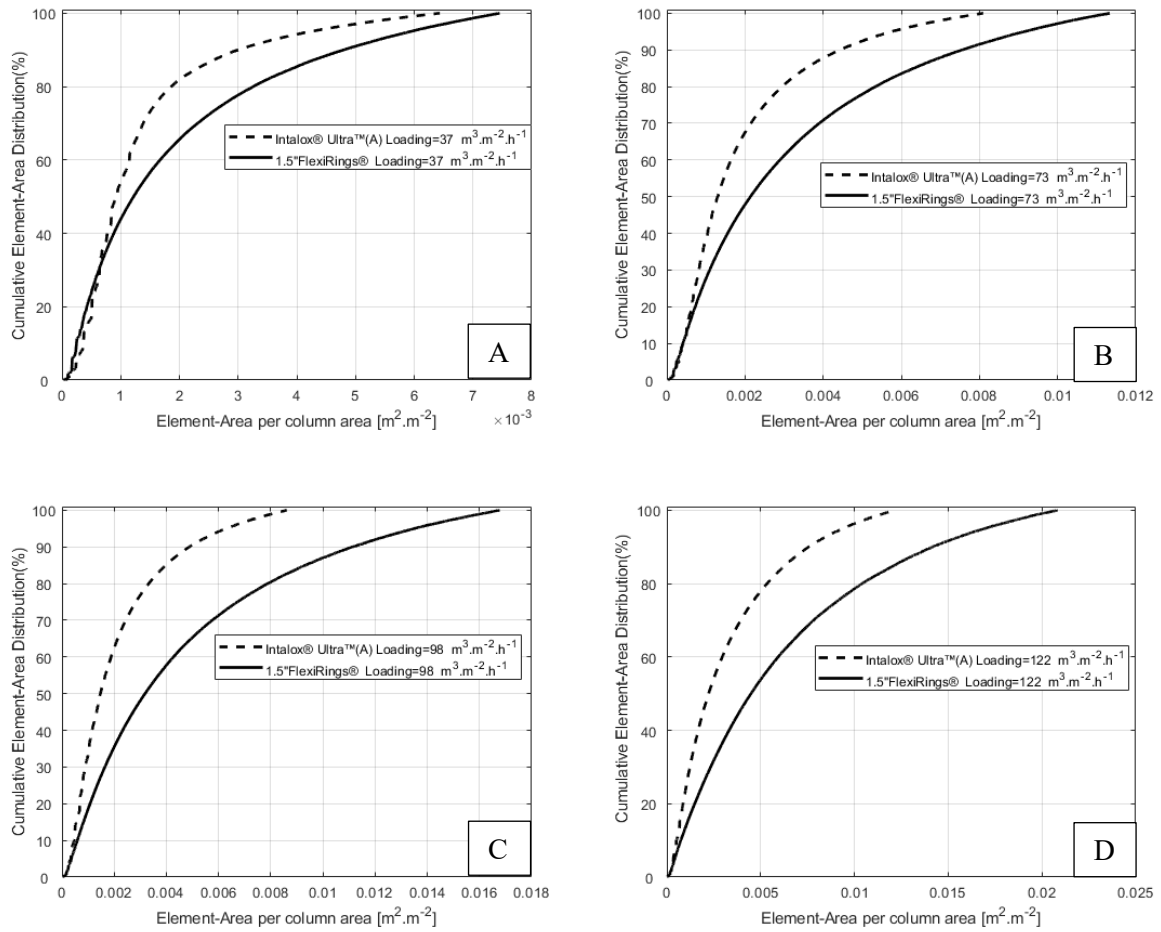 Cumulative Element-Area Distribution(%)
100
90
80
70
60
50
40
30
20
10
0
Intalox® Ultra™(A) Loading=37 m³.m⁻².h⁻¹
1.5"FlexiRings® Loading=37 m³.m⁻².h⁻¹
A
0 1 2 3 4 5 6 7 8
Element-Area per column area [m².m⁻²]
×10⁻³
Cumulative Element-Area Distribution(%)
100
90
80
70
60
50
40
30
20
10
0
Intalox® Ultra™(A) Loading=73 m³.m⁻².h⁻¹
1.5"FlexiRings® Loading=73 m³.m⁻².h⁻¹
B
0 0.002 0.004 0.006 0.008 0.01 0.012
Element-Area per column area [m².m⁻²]
Cumulative Element-Area Distribution(%)
100
90
80
70
60
50
40
30
20
10
0
Intalox® Ultra™(A) Loading=98 m³.m⁻².h⁻¹
1.5"FlexiRings® Loading=98 m³.m⁻².h⁻¹
C
0 0.002 0.004 0.006 0.008 0.01 0.012 0.014 0.016 0.018
Element-Area per column area [m².m⁻²]
Cumulative Element-Area Distribution(%)
100
90
80
70
60
50
40
30
20
10
0
Intalox® Ultra™(A) Loading=122 m³.m⁻².h⁻¹
1.5"FlexiRings® Loading=122 m³.m⁻².h⁻¹
D
0 0.005 0.01 0.015 0.02 0.025
Element-Area per column area [m².m⁻²]